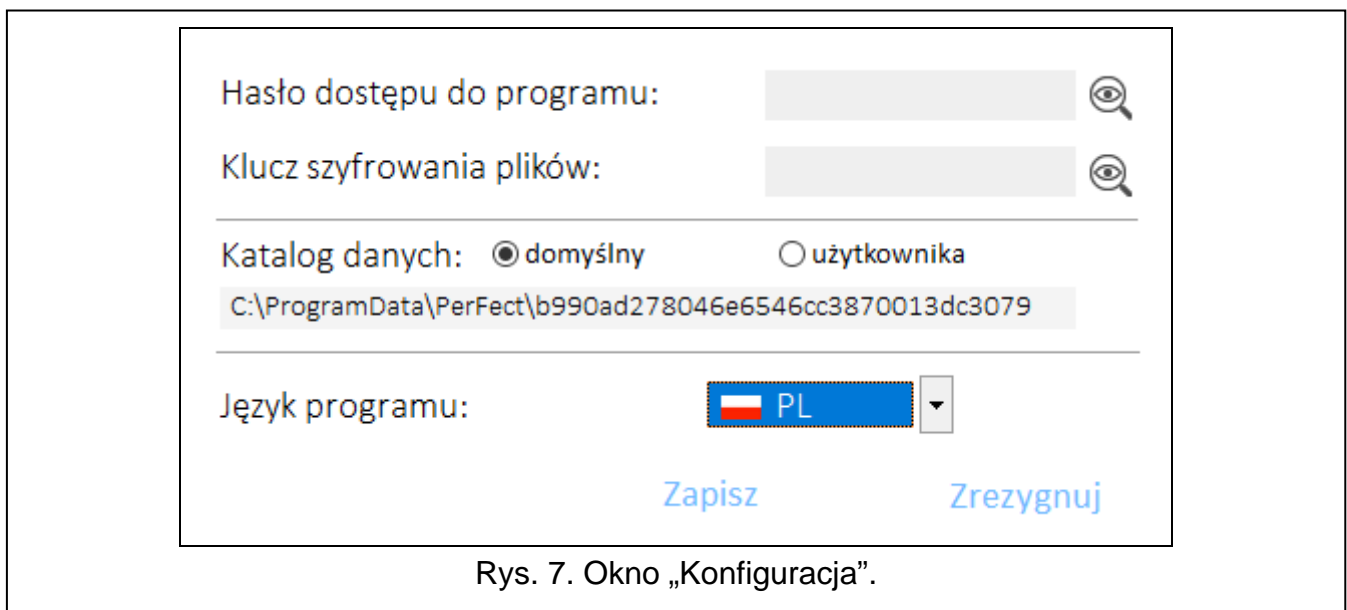 Hasło dostępu do programu:
Klucz szyfrowania plików:
Katalog danych: domyślny użytkownika
C:\ProgramData\PerFect\b990ad278046e6546cc3870013dc3079
Język programu: PL
Zapisz Zrezygnuj
Rys. 7. Okno „Konfiguracja”.